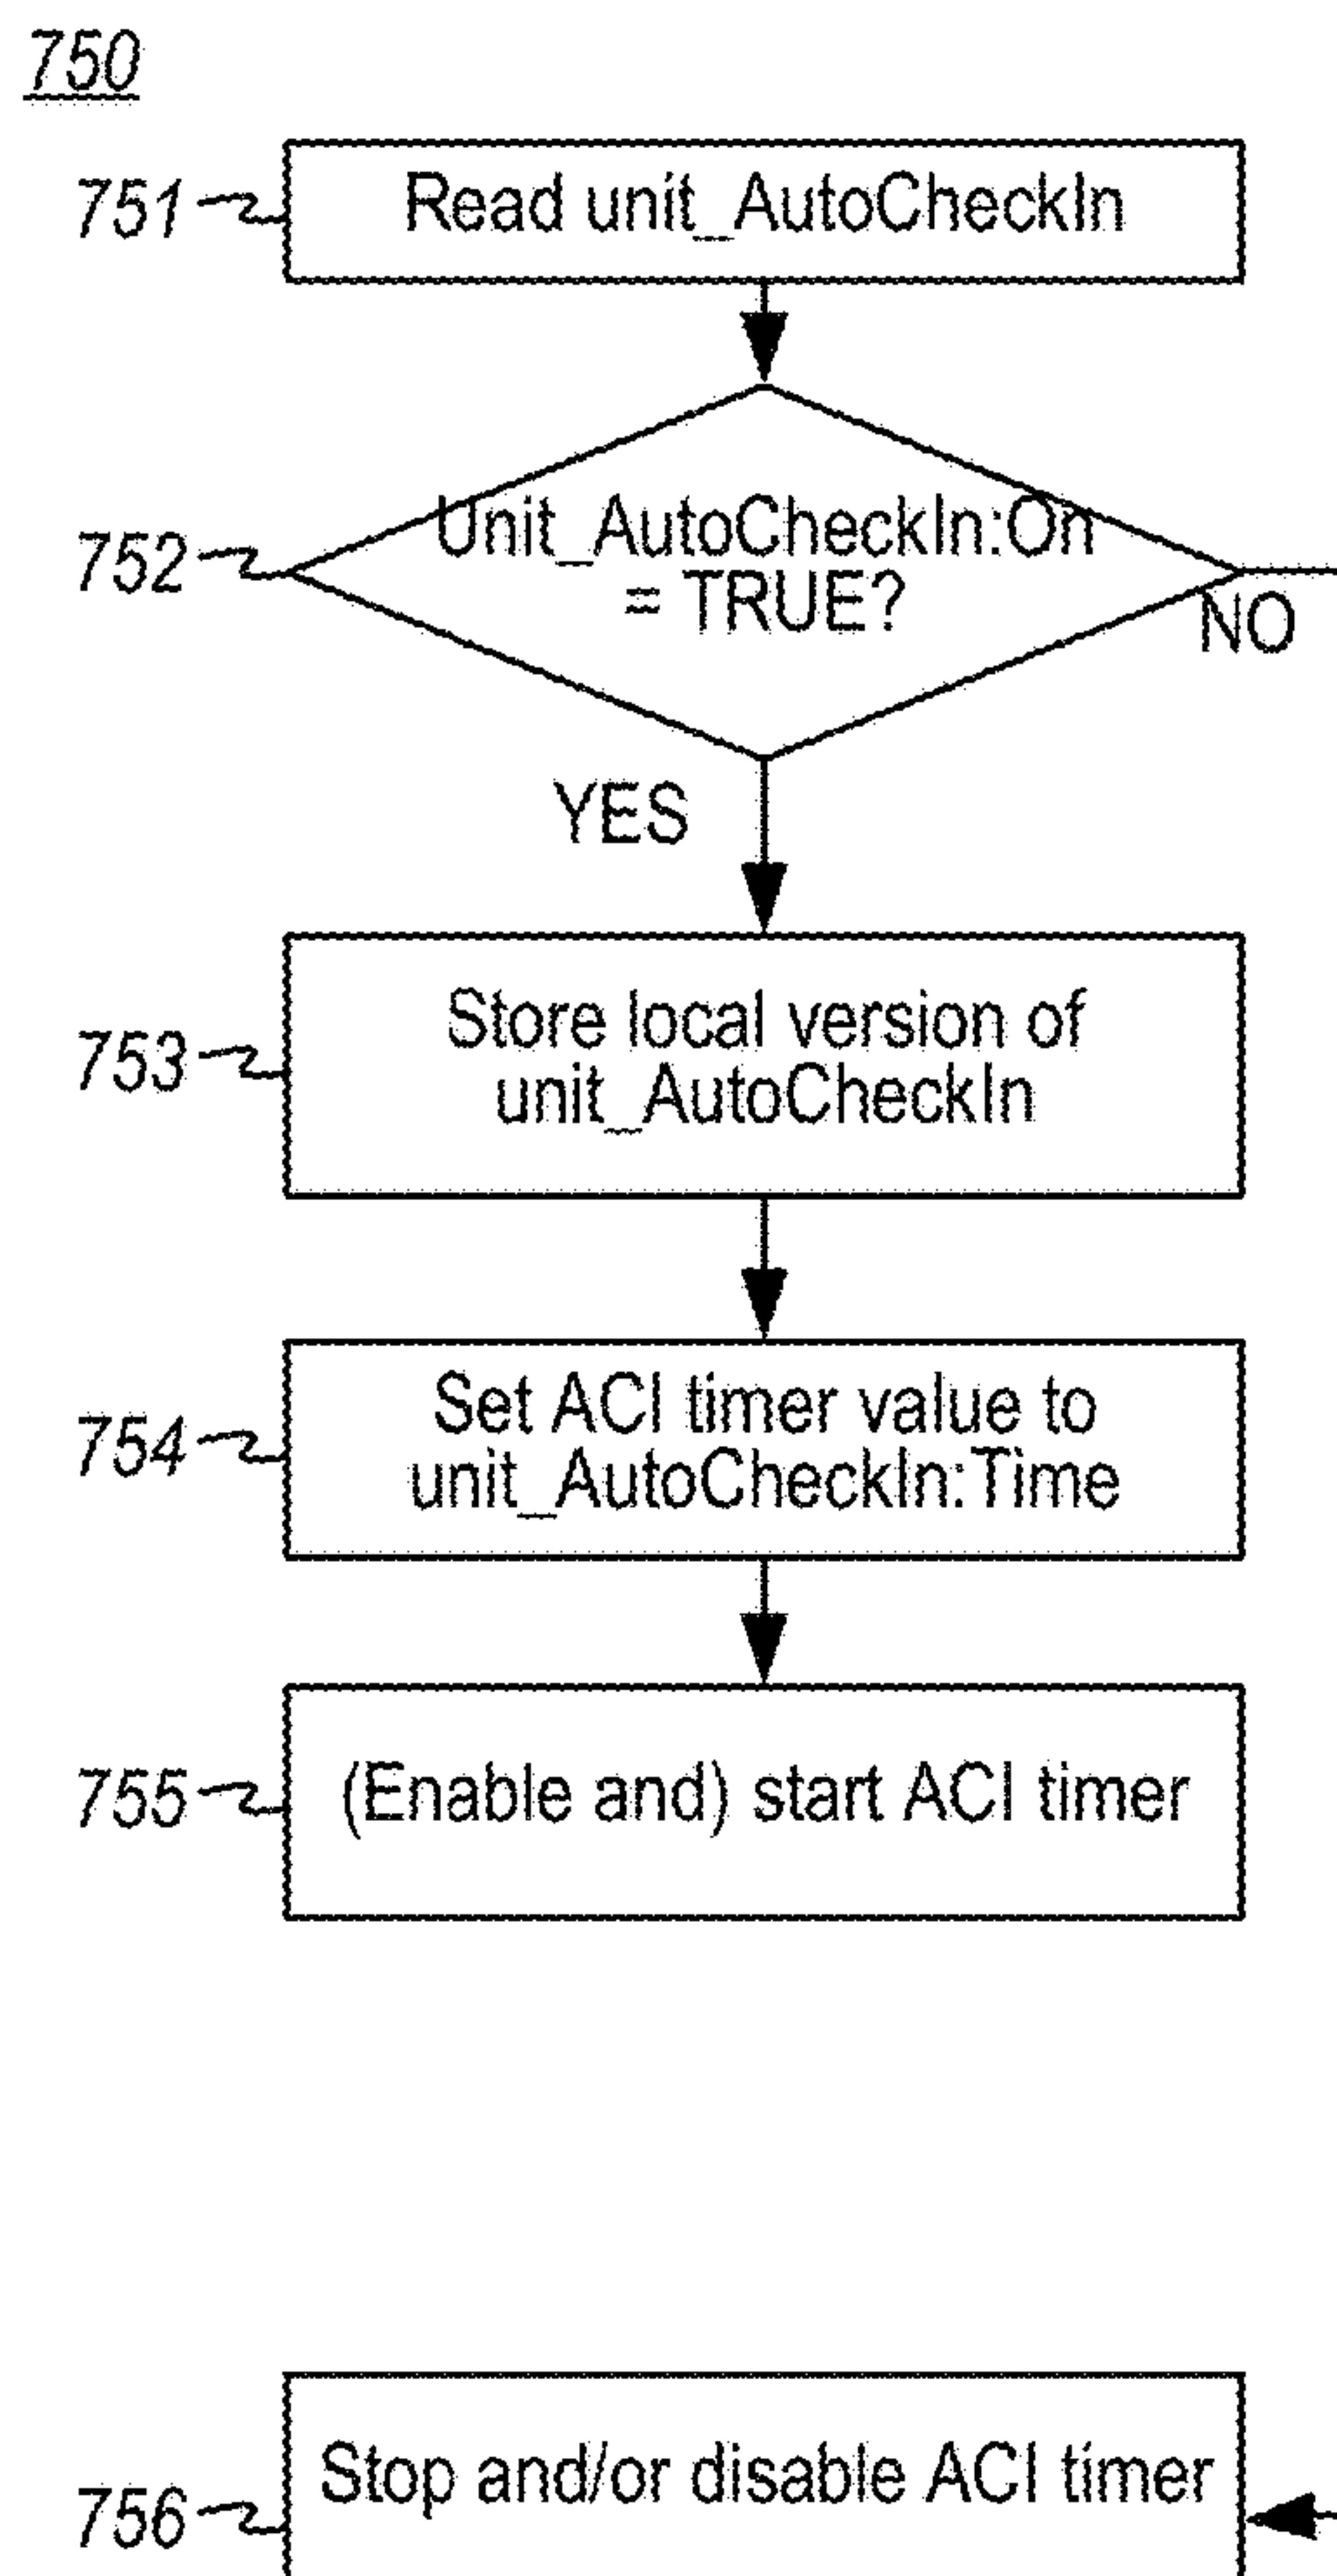 750
751
Read unit_AutoCheckIn
752
Unit_AutoCheckIn:On
= TRUE?
NO
YES
753
Store local version of
unit_AutoCheckIn
754
Set ACI timer value to
unit_AutoCheckIn:Time
755
(Enable and) start ACI timer
756
Stop and/or disable ACI timer